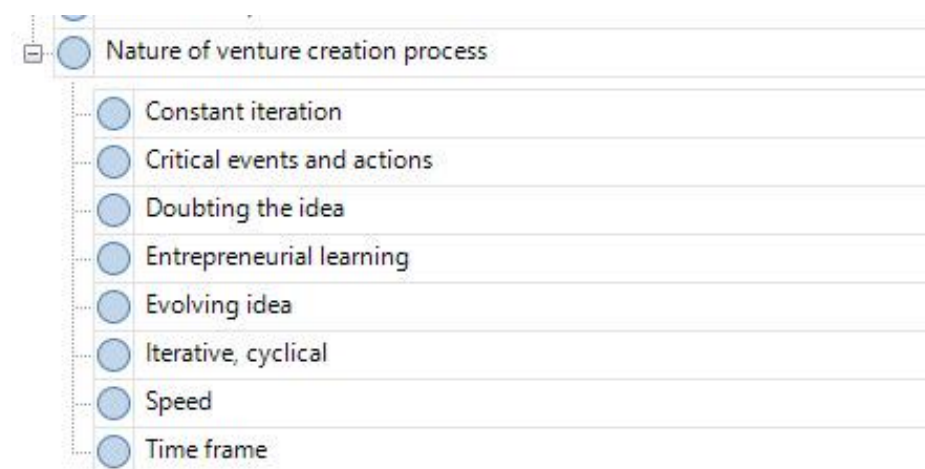 Nature of venture creation process
Constant iteration
Critical events and actions
Doubting the idea
Entrepreneurial learning
Evolving idea
Iterative, cyclical
Speed
Time frame